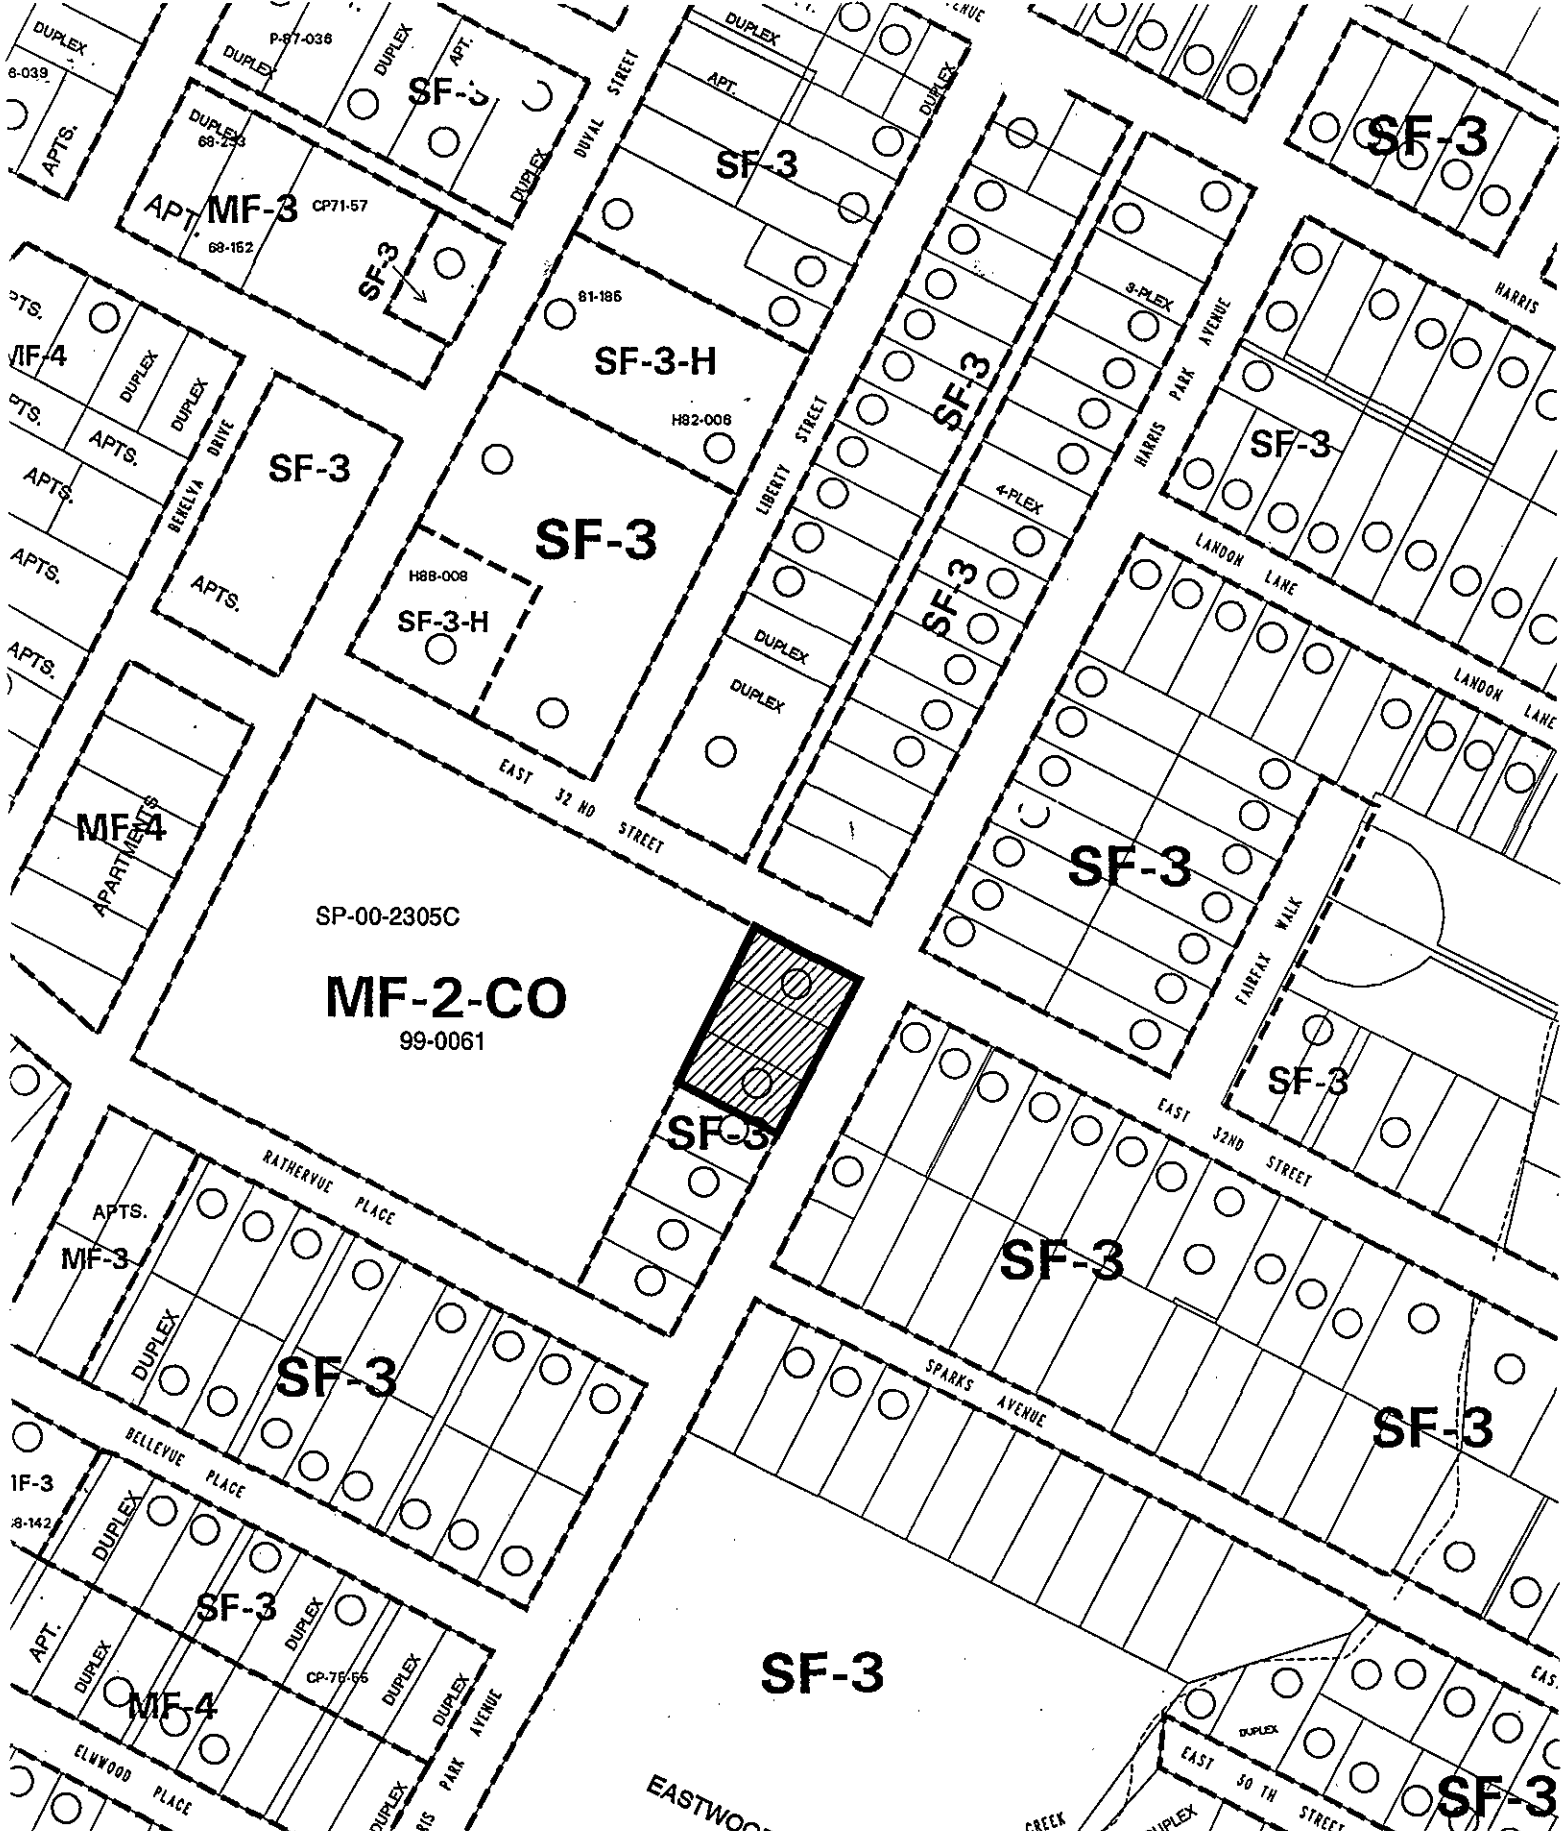 DUPLEX
P-87-036
DUPLEX
DUPLEX
APT.
SF-3
DUVAL STREET
DUPLEX
APT.
DUPLEX
SF-3
SF-3
6-039
APTS.
DUPLEX
DUPLEX
APT.
MF-3
CP71-57
68-152
SF-3
HARRIS
3-PLEX
HARRIS PARK AVENUE
81-185
SF-3-H
H82-006
LIBERTY STREET
SF-3
SF-3
MF-4
DUPLEX
DUPLEX
APTS.
BENELVA DRIVE
SF-3
APTS.
APTS.
APTS.
APTS.
SF-3
H88-008
SF-3-H
4-PLEX
SF-3
DUPLEX
DUPLEX
LANDON LANE
LANDON LANE
EAST 32 ND STREET
MF-4
APARTMENTS
SP-00-2305C
MF-2-CO
99-0061
SF-3
FAIRFAX WALK
SF-3
EAST 32ND STREET
SF-3
RATHERVUE PLACE
APTS.
MF-3
DUPLEX
SF-3
SF-3
SPARKS AVENUE
SF-3
BELLEVUE PLACE
DUPLEX
SF-3
DUPLEX
APT.
DUPLEX
MF-4
DUPLEX
DUPLEX
PARK AVENUE
ELMWOOD PLACE
DUPLEX
SF-3
DUPLEX
EAST 30 TH STREET
SF-3
CREEK
DUPLEX